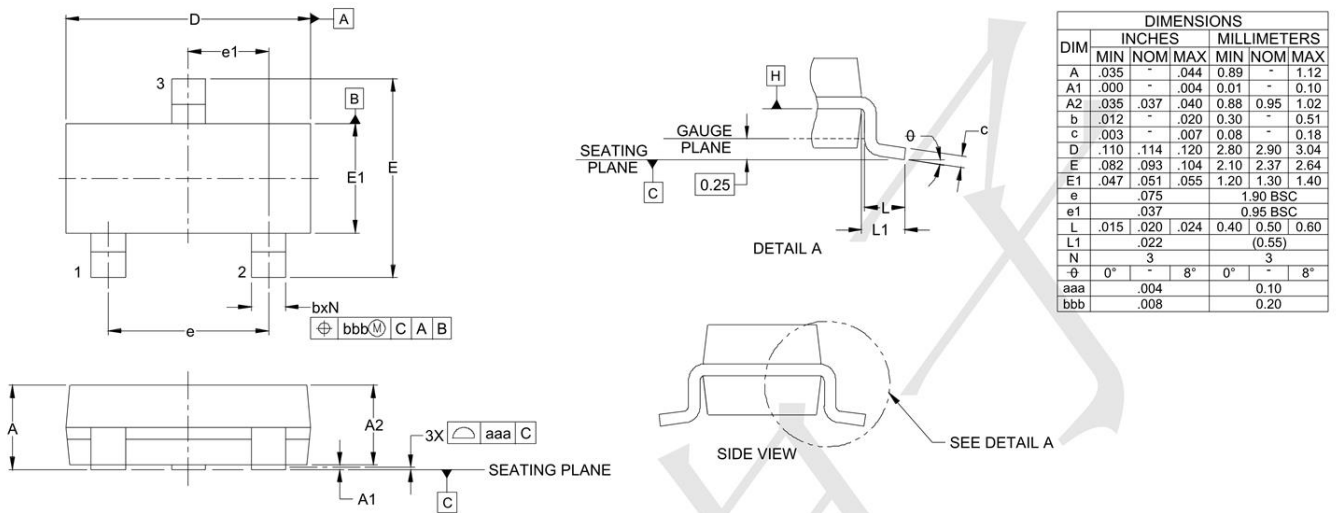 D
A
e1
3
B
E1
E
1
2
bxN
⌖ bbbⓂ C A B
e
A
A2
3X ⌓ aaa C
SEATING PLANE
A1
C
H
GAUGE
PLANE
SEATING
PLANE
C
0.25
θ
c
L
L1
DETAIL A
SIDE VIEW
SEE DETAIL A
DIMENSIONS
DIM INCHES MILLIMETERS
MIN NOM MAX MIN NOM MAX
A .035 - .044 0.89 - 1.12
A1 .000 - .004 0.01 - 0.10
A2 .035 .037 .040 0.88 0.95 1.02
b .012 - .020 0.30 - 0.51
c .003 - .007 0.08 - 0.18
D .110 .114 .120 2.80 2.90 3.04
E .082 .093 .104 2.10 2.37 2.64
E1 .047 .051 .055 1.20 1.30 1.40
e .075 1.90 BSC
e1 .037 0.95 BSC
L .015 .020 .024 0.40 0.50 0.60
L1 .022 (0.55)
N 3 3
θ 0° - 8° 0° - 8°
aaa .004 0.10
bbb .008 0.20